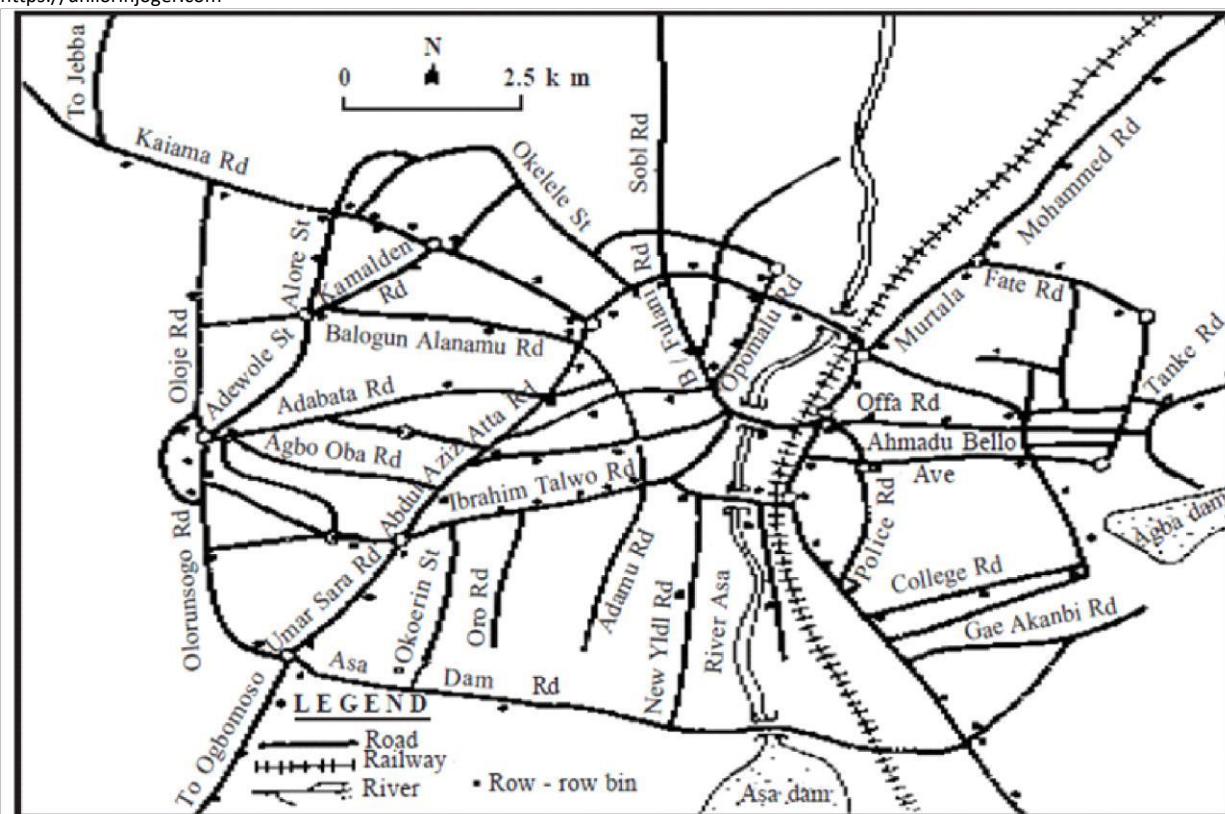 To Jebba
N
0 2.5 k m
Kaiama Rd
Okelele St
Sobl Rd
Mohammed Rd
Alore St
Kamalden
Rd
B / Fulani Rd
Opomalu Rd
Murtala
Fate Rd
Tanke Rd
Oloje Rd
Adewole St
Balogun Alanamu Rd
Adabata Rd
Abdul Aziz Atta Rd
Offa Rd
Agbo Oba Rd
Ahmadu Bello
Ave
Ibrahim Talwo Rd
Police Rd
Agba dam
Olorunsogo Rd
Umar Sara Rd
Okoerin St
Oro Rd
Adamu Rd
New Yldl Rd
River Asa
College Rd
Gae Akanbi Rd
Asa Dam Rd
To Ogbomoso
LEGEND
Road
Railway
River
Row - row bin
Asa dam